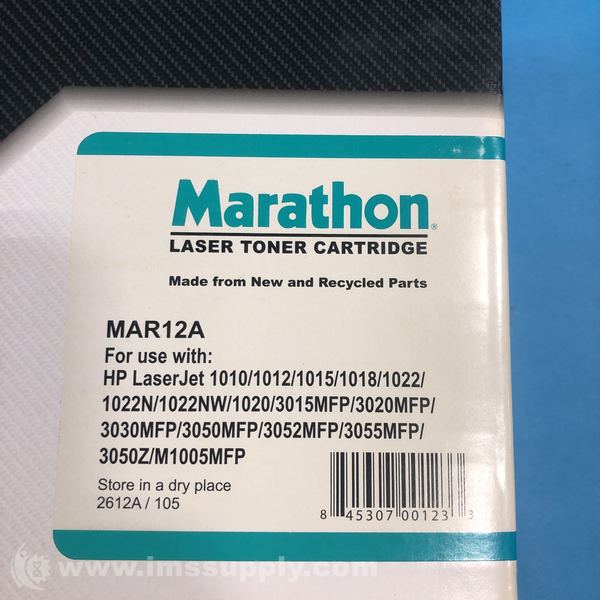 Marathon®
LASER TONER CARTRIDGE
Made from New and Recycled Parts
MAR12A
For use with:
HP LaserJet 1010/1012/1015/1018/1022/
1022N/1022NW/1020/3015MFP/3020MFP/
3030MFP/3050MFP/3052MFP/3055MFP/
3050Z/M1005MFP
Store in a dry place
2612A / 105
8 45307 00123 3
www.imssupply.com